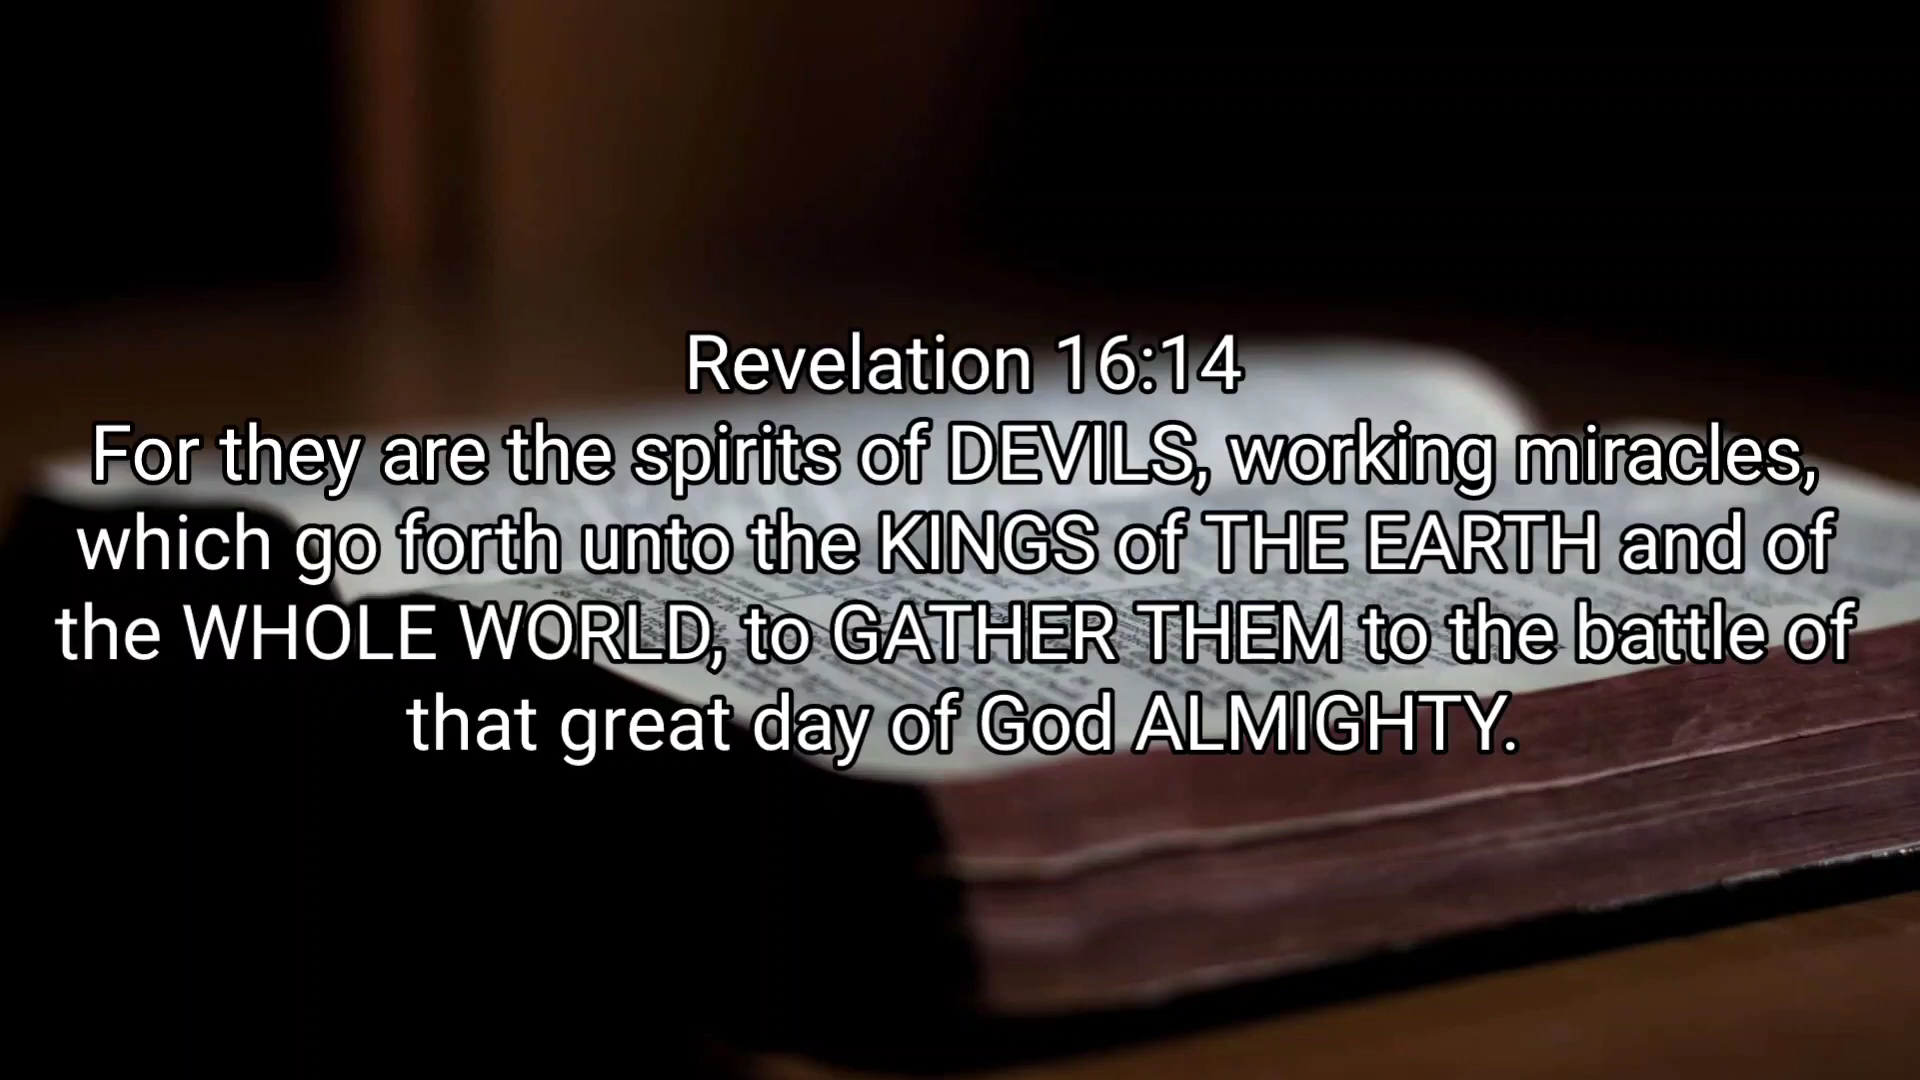 Revelation 16:14
For they are the spirits of DEVILS, working miracles,
which go forth unto the KINGS of THE EARTH and of
the WHOLE WORLD, to GATHER THEM to the battle of
that great day of God ALMIGHTY.